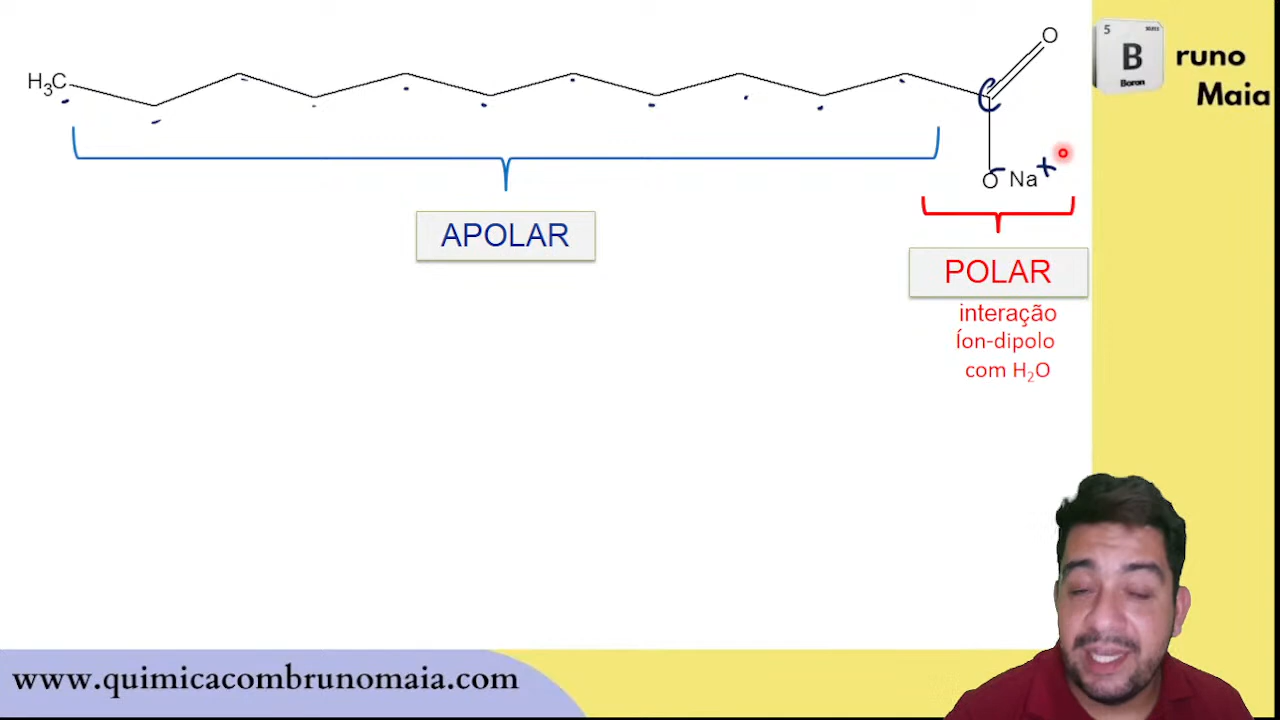 H₃C
O
C
O⁻ Na⁺
APOLAR
POLAR
interação
Íon-dipolo
com H₂O
5
B
Boron
runo
Maia
www.quimicacombrunomaia.com